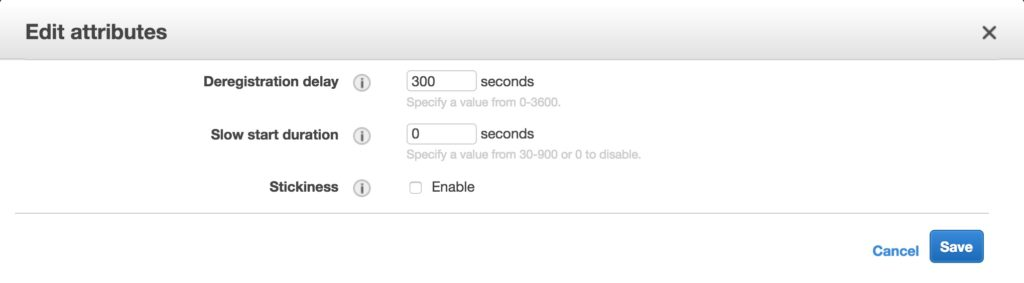 Edit attributes
Deregistration delay i 300 seconds
Specify a value from 0-3600.
Slow start duration i 0 seconds
Specify a value from 30-900 or 0 to disable.
Stickiness i Enable
Cancel Save